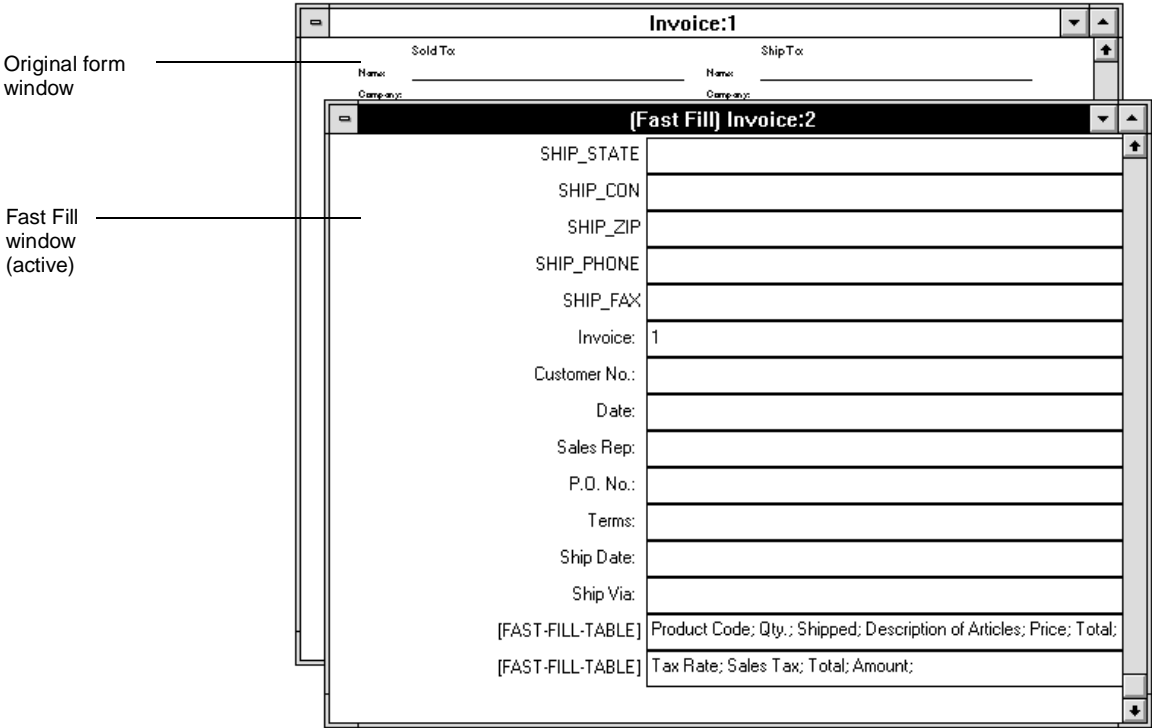 Invoice:1
Sold To: Ship To:
Original form
window
Name: Name:
Company: Company:
(Fast Fill) Invoice:2
SHIP_STATE
SHIP_CON
Fast Fill
window
(active)
SHIP_ZIP
SHIP_PHONE
SHIP_FAX
Invoice: 1
Customer No.:
Date:
Sales Rep:
P.O. No.:
Terms:
Ship Date:
Ship Via:
[FAST-FILL-TABLE] Product Code; Qty.; Shipped; Description of Articles; Price; Total;
[FAST-FILL-TABLE] Tax Rate; Sales Tax; Total; Amount;